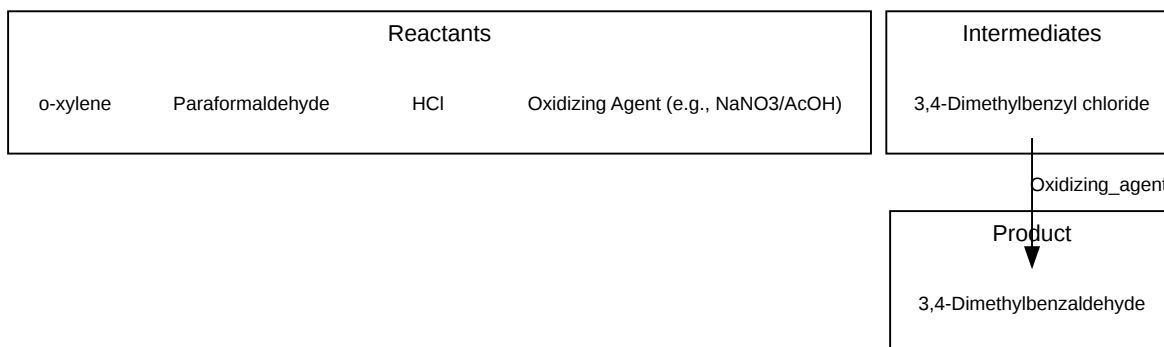 Reactants
o-xylene
Paraformaldehyde
HCl
Oxidizing Agent (e.g., NaNO3/AcOH)
Intermediates
3,4-Dimethylbenzyl chloride
Oxidizing_agent
Product
3,4-Dimethylbenzaldehyde